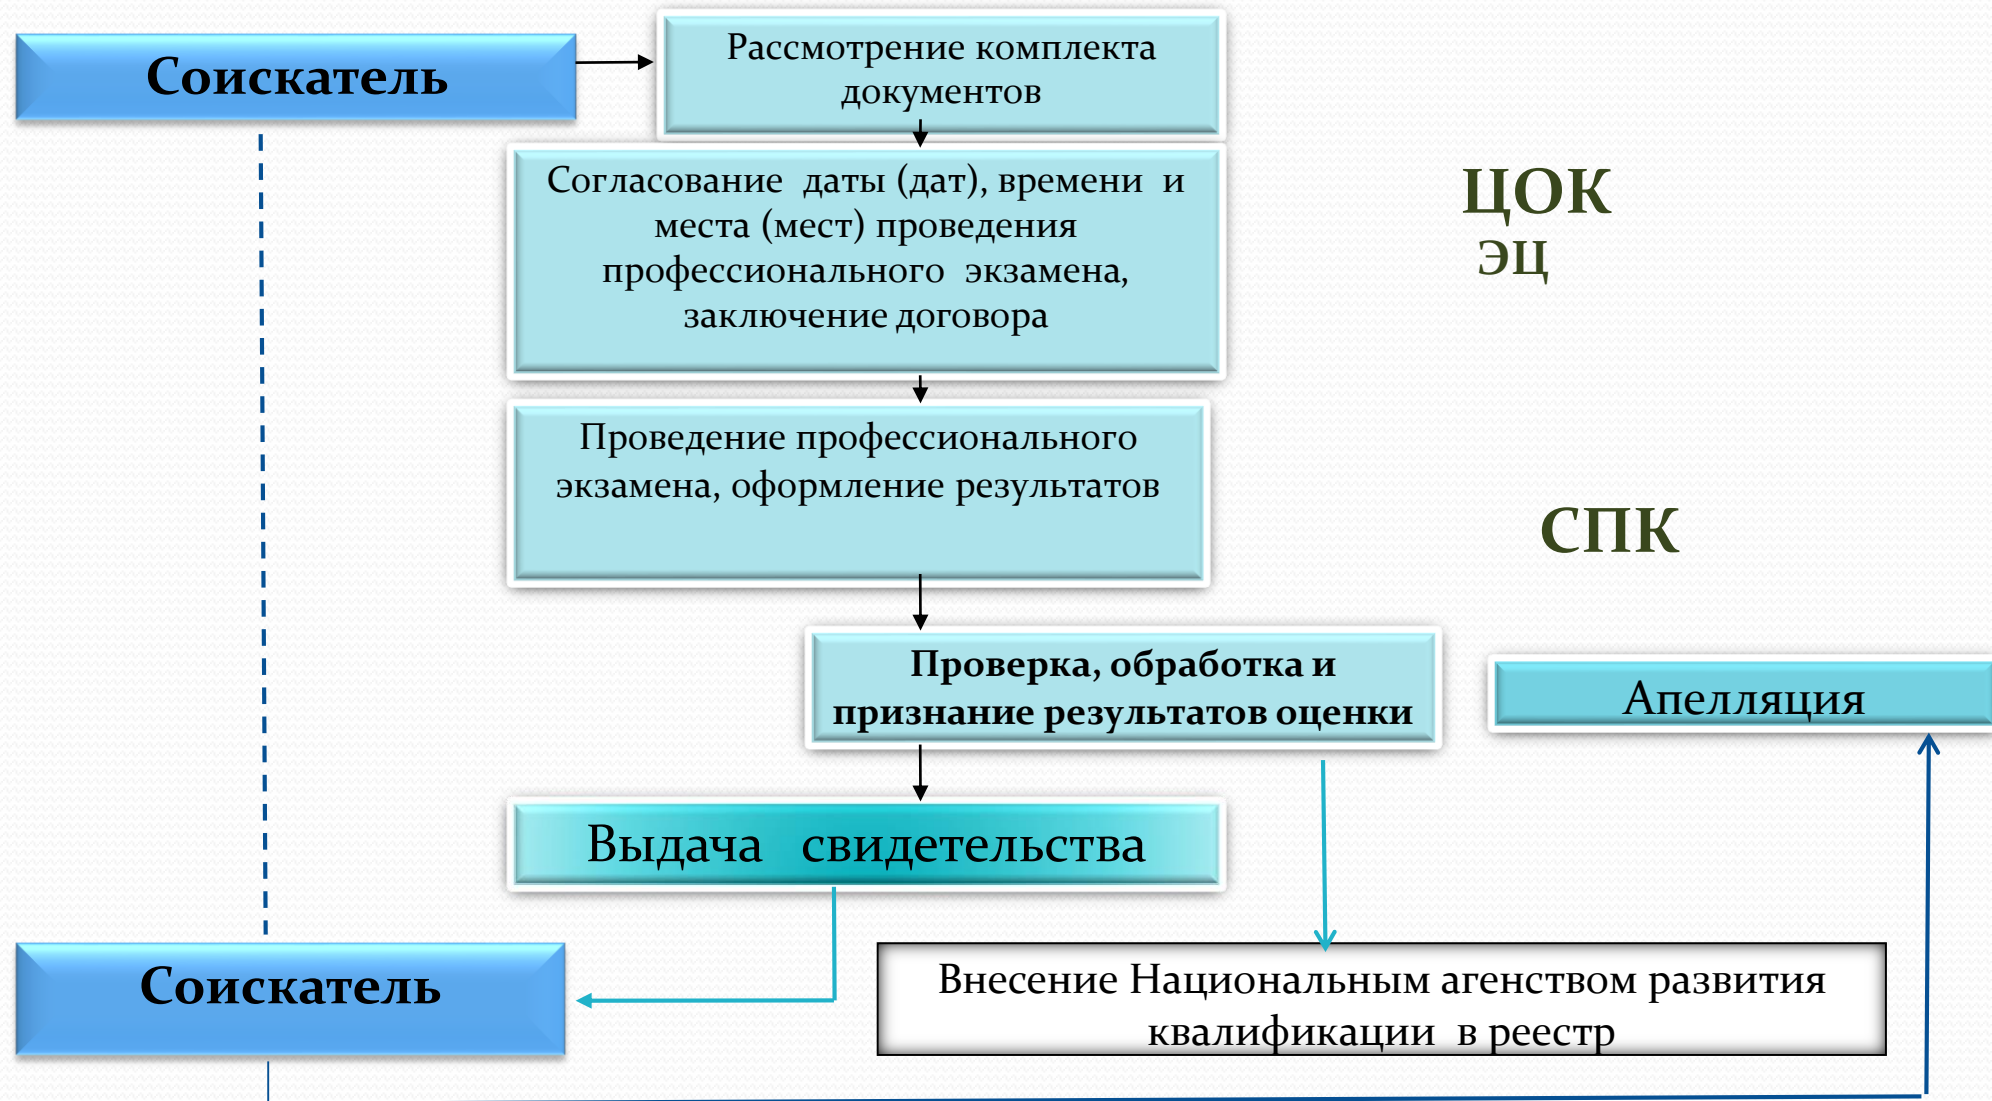 Соискатель
Рассмотрение комплекта
документов
Согласование даты (дат), времени и
места (мест) проведения
профессионального экзамена,
заключение договора
ЦОК
ЭЦ
Проведение профессионального
экзамена, оформление результатов
СПК
Проверка, обработка и
признание результатов оценки
Апелляция
Выдача свидетельства
Соискатель
Внесение Национальным агенством развития
квалификации в реестр